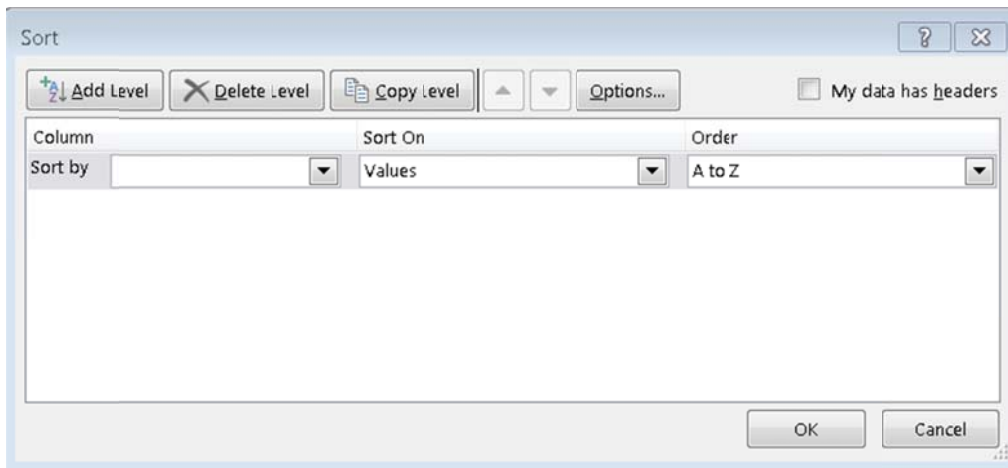 Sort
Add Level Delete Level Copy Level Options... My data has headers
Column Sort On Order
Sort by Values A to Z
OK Cancel